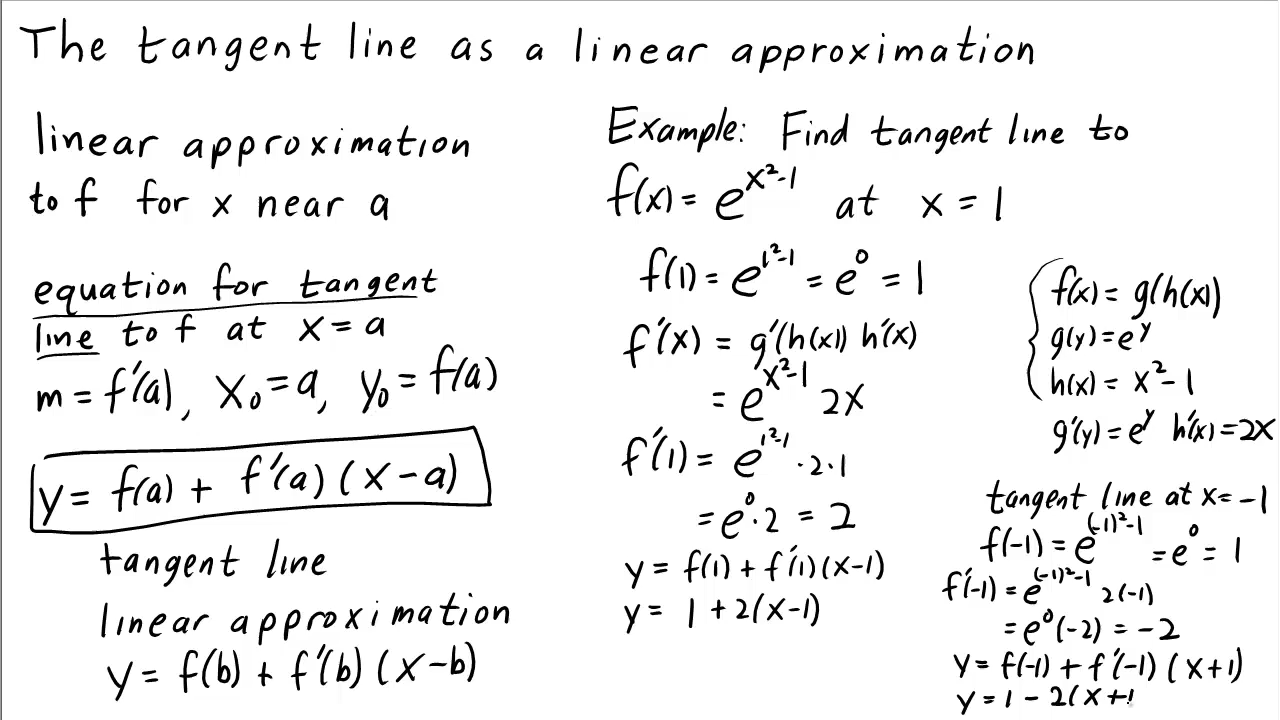 The tangent line as a linear approximation
linear approximation
to f for x near a
equation for tangent
line to f at x = a
m = f'(a), x₀ = a, y₀ = f(a)
y = f(a) + f'(a) (x - a)
tangent line
linear approximation
y = f(b) + f'(b) (x - b)
Example: Find tangent line to
f(x) = e^(x²-1) at x = 1
f(1) = e^(1²-1) = e⁰ = 1
f'(x) = g'(h(x)) h'(x)
= e^(x²-1) 2x
f'(1) = e^(1²-1) · 2 · 1
= e⁰ · 2 = 2
y = f(1) + f'(1) (x-1)
y = 1 + 2(x-1)
f(x) = g(h(x))
g(y) = e^y
h(x) = x² - 1
g'(y) = e^y h'(x) = 2x
tangent line at x = -1
f(-1) = e^((-1)²-1) = e⁰ = 1
f'(-1) = e^((-1)²-1) 2(-1)
= e⁰(-2) = -2
y = f(-1) + f'(-1) (x+1)
y = 1 - 2(x+1